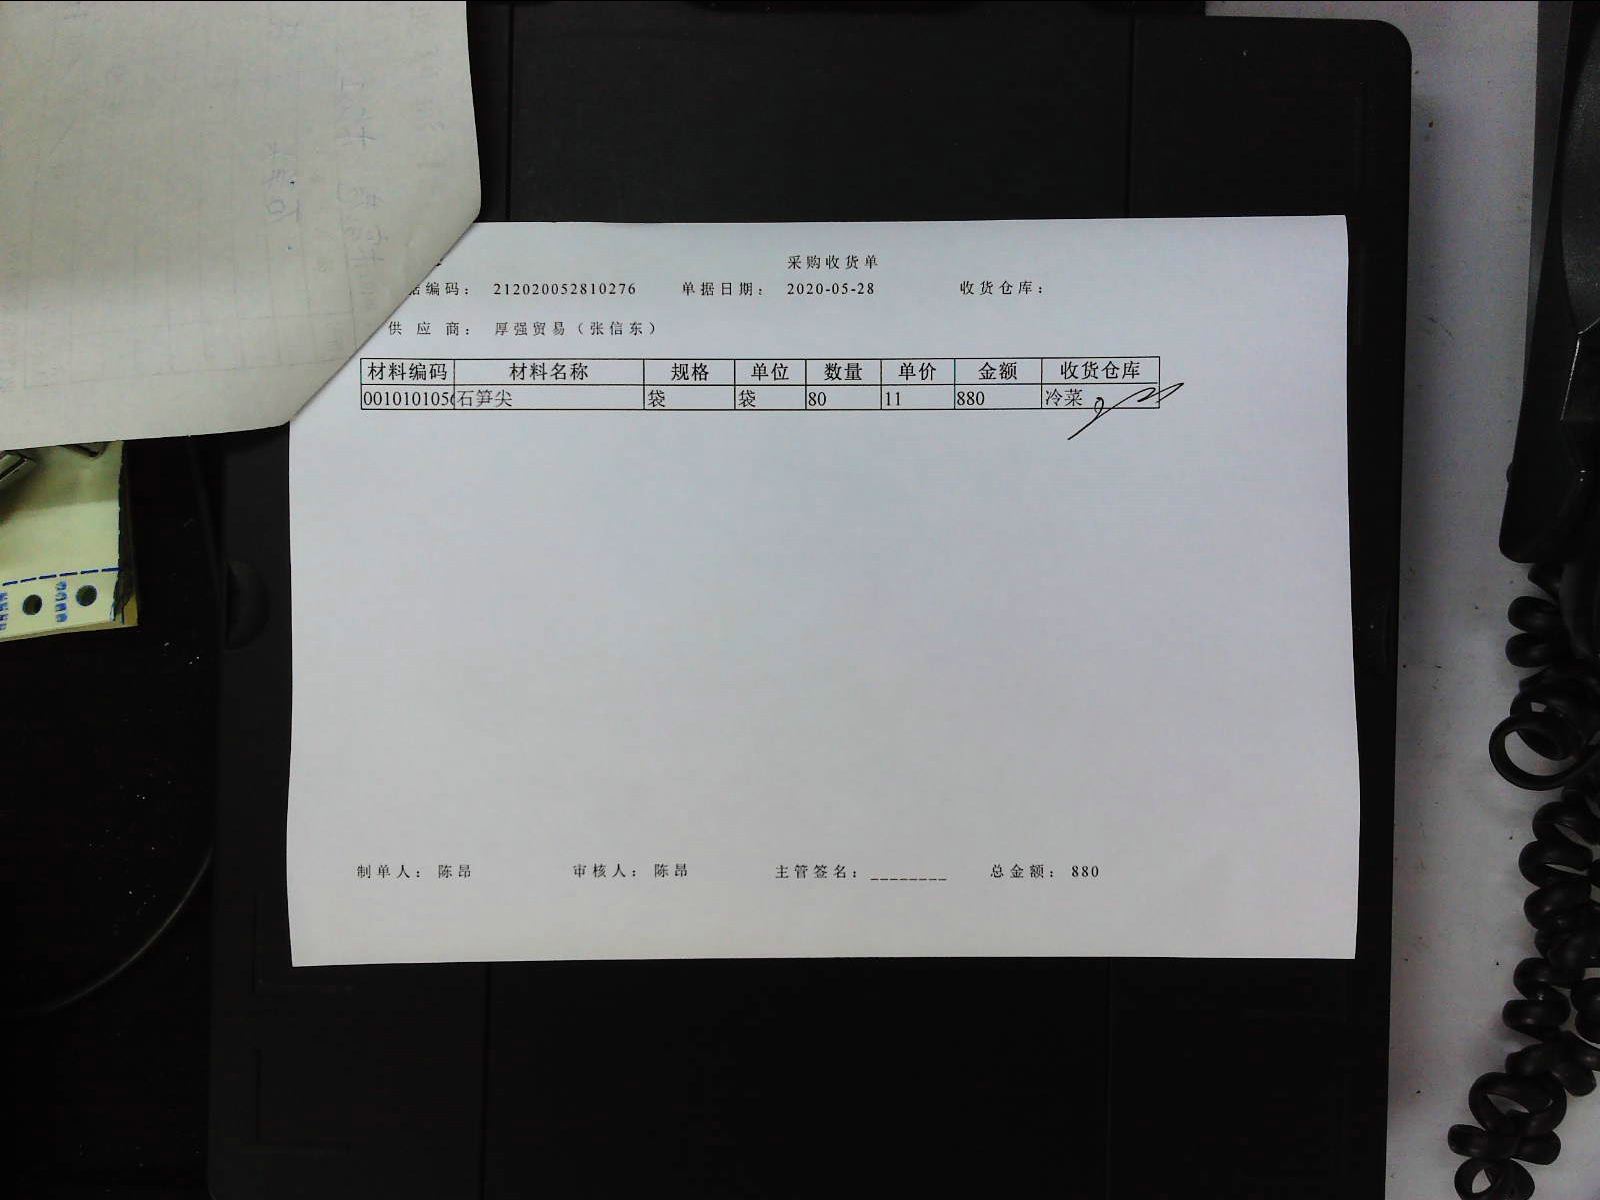 采购收货单
据编码： 212020052810276 单据日期： 2020-05-28 收货仓库：
供 应 商： 厚强贸易（张信东）
材料编码 材料名称 规格 单位 数量 单价 金额 收货仓库
001010105 石笋尖 袋 袋 80 11 880 冷菜
制单人： 陈昂 审核人： 陈昂 主管签名：________ 总金额： 880